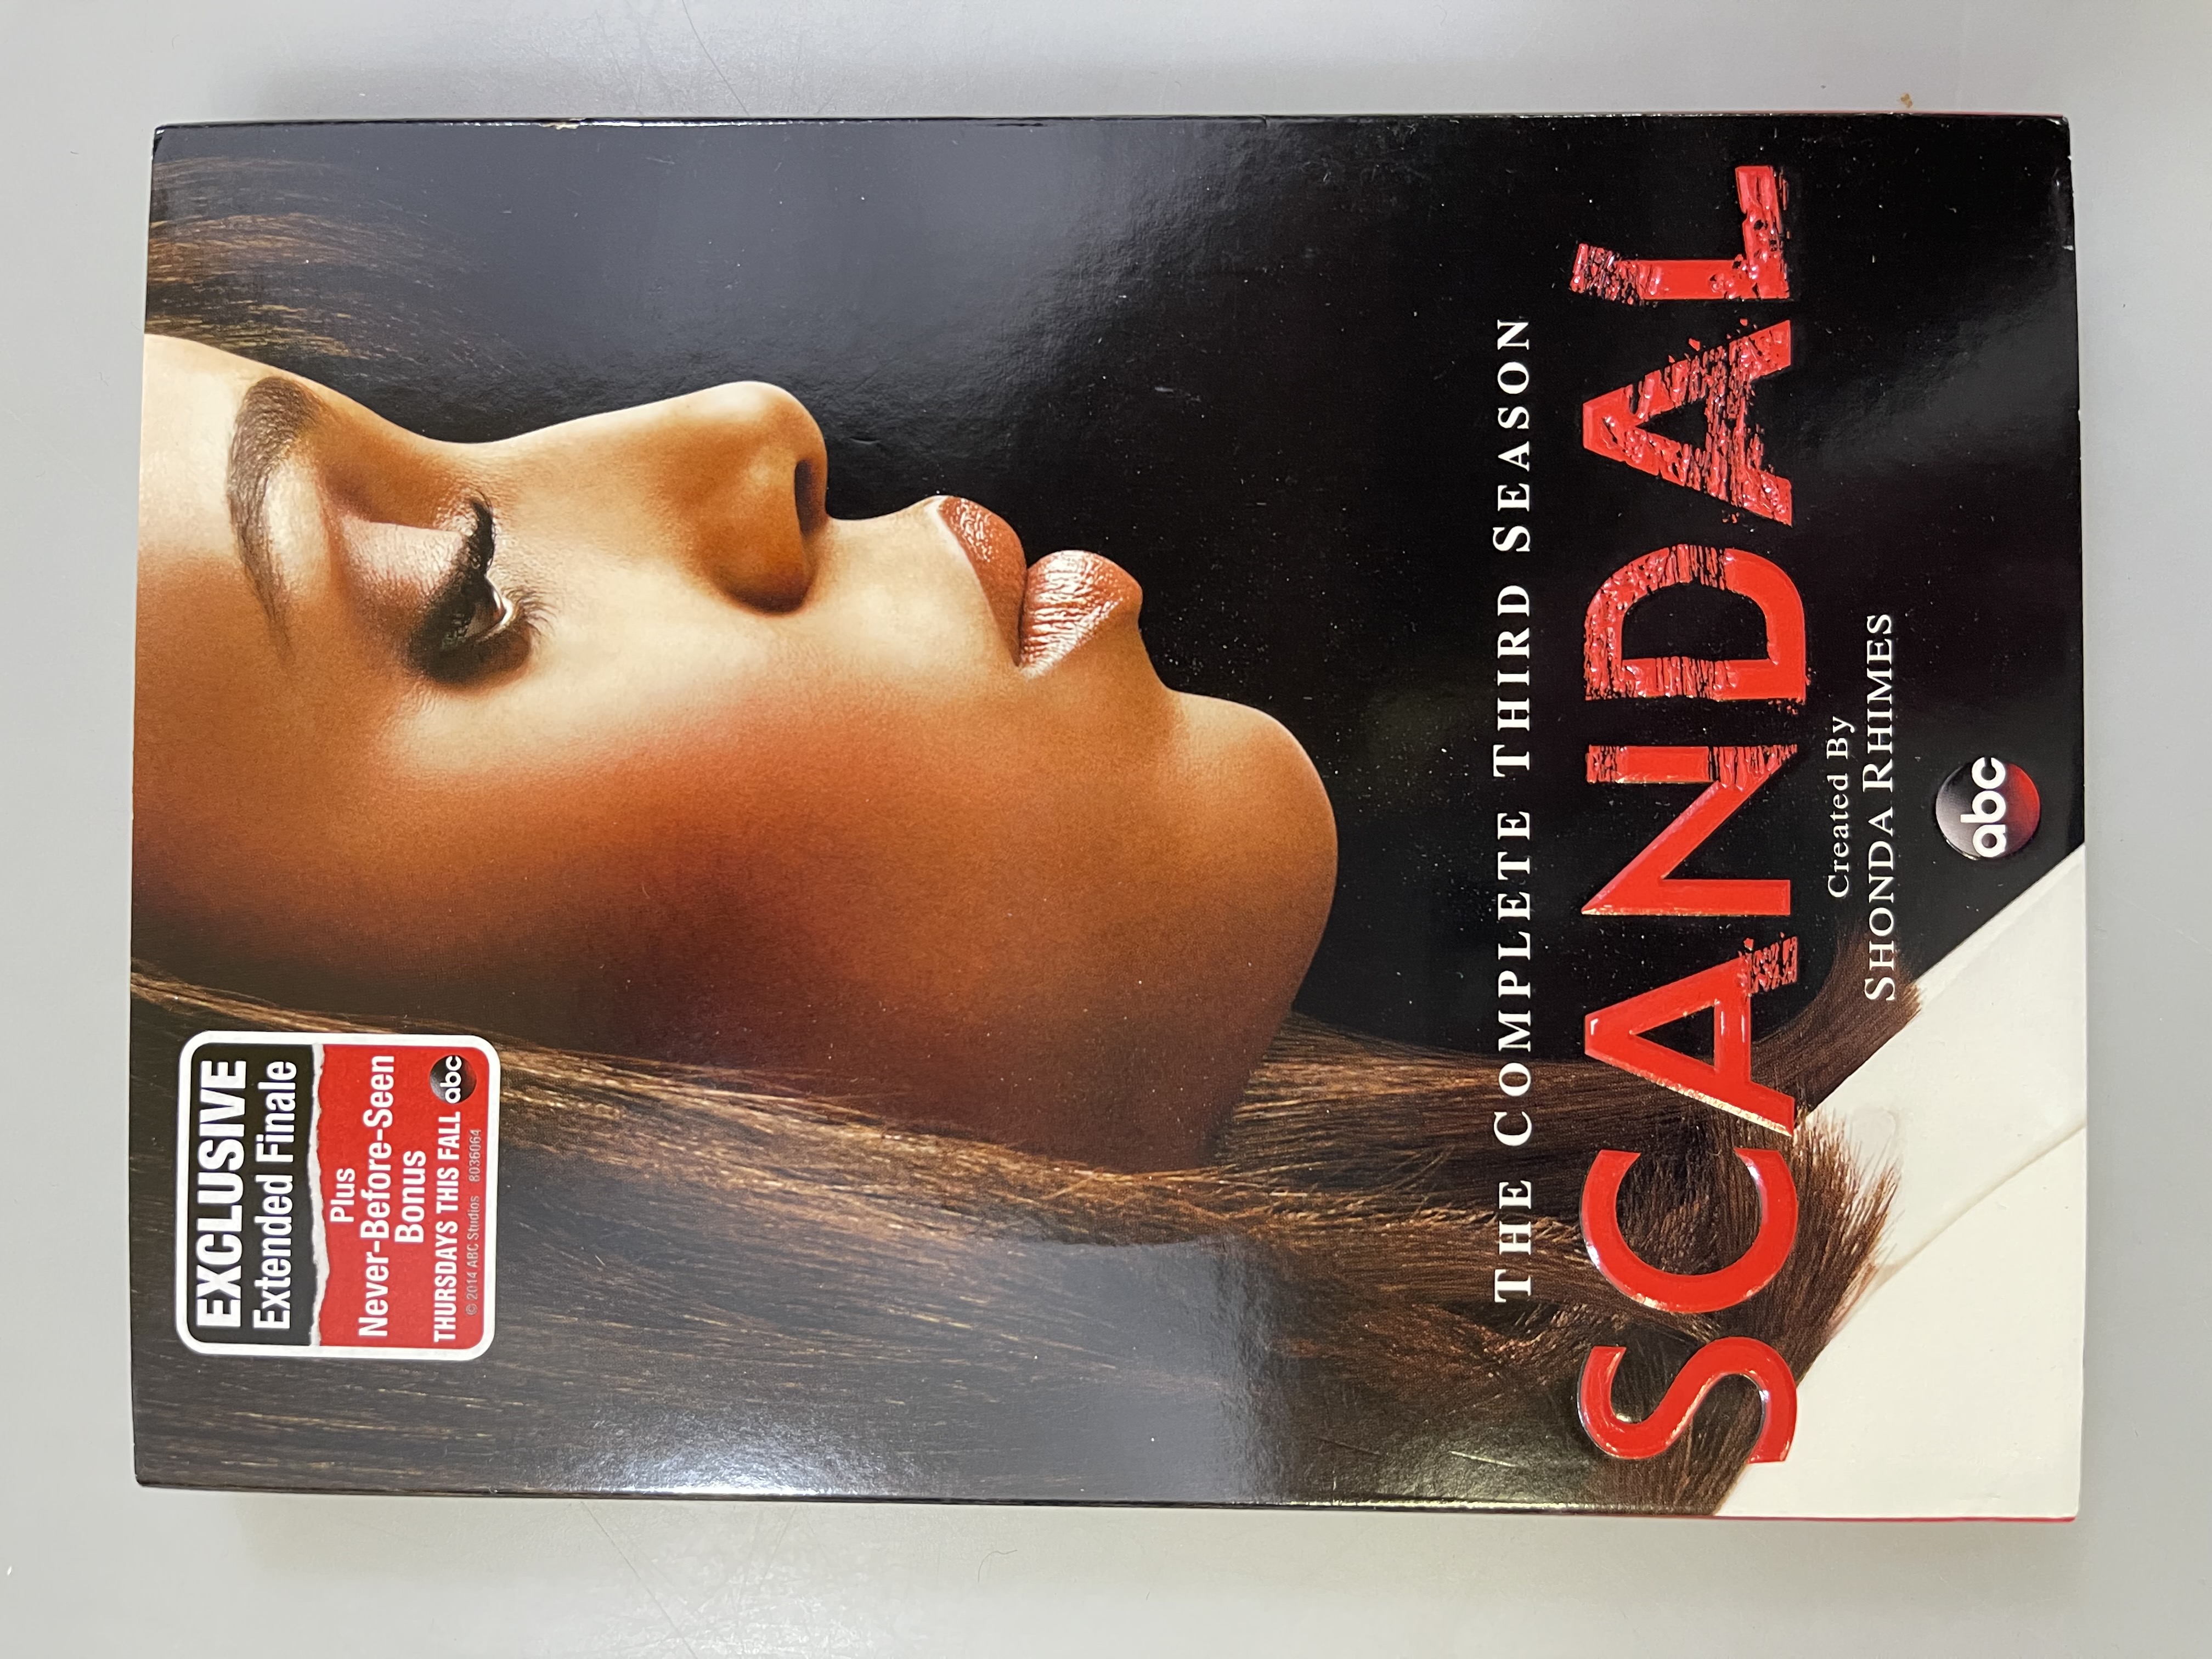 EXCLUSIVE
Extended Finale
Plus
Never-Before-Seen
Bonus
THURSDAYS THIS FALL abc
© 2014 ABC Studios 8036064
THE COMPLETE THIRD SEASON
SCANDAL
Created By
SHONDA RHIMES
abc